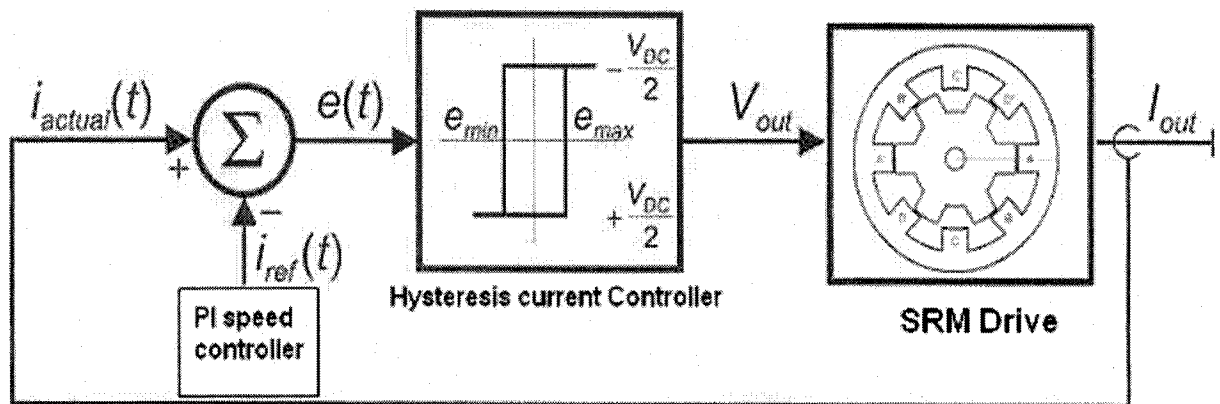 i_actual(t)
+
Σ
e(t)
−
i_ref(t)
PI speed
controller
e_min
e_max
− V_DC
2
+ V_DC
2
Hysteresis current Controller
V_out
SRM Drive
C
C
I_out